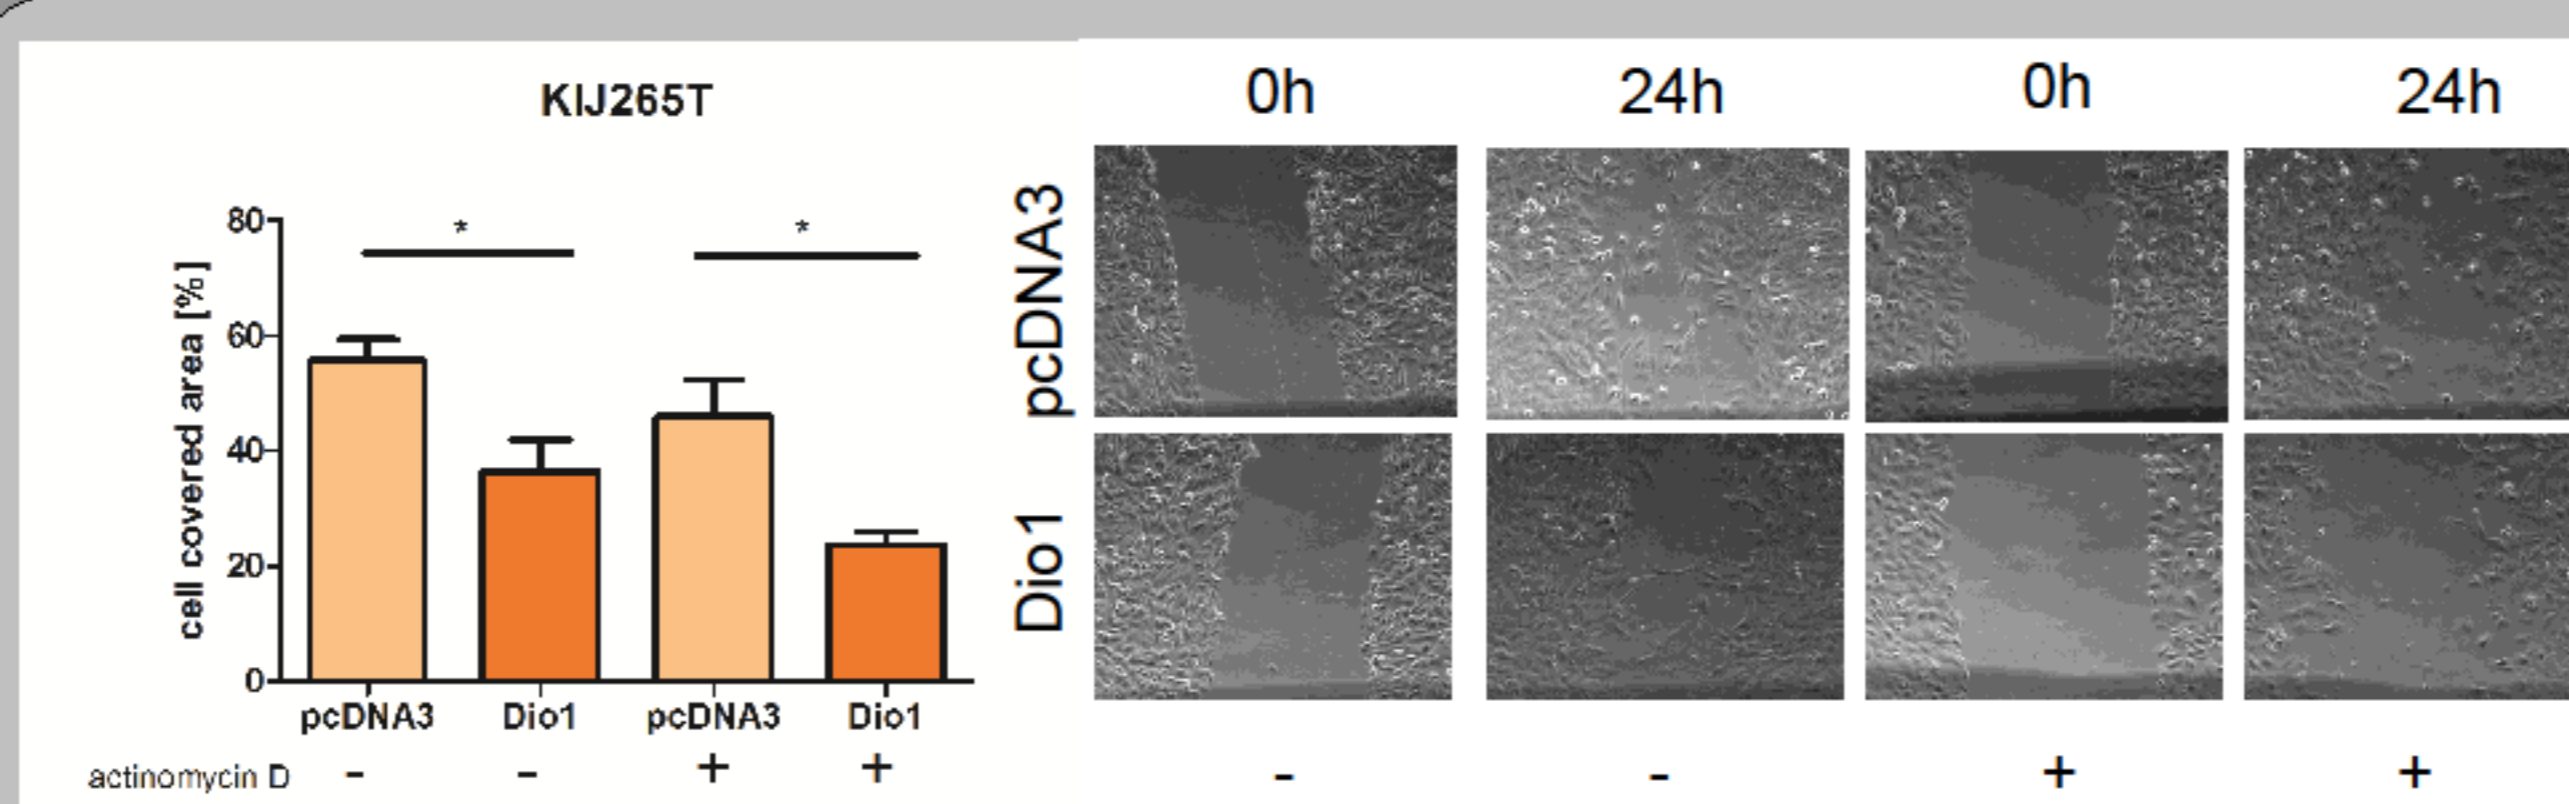 KIJ265T
cell covered area [%]
80
60
40
20
0
*
*
pcDNA3
Dio1
pcDNA3
Dio1
actinomycin D
-
-
+
+
0h
24h
0h
24h
pcDNA3
Dio1
-
-
+
+